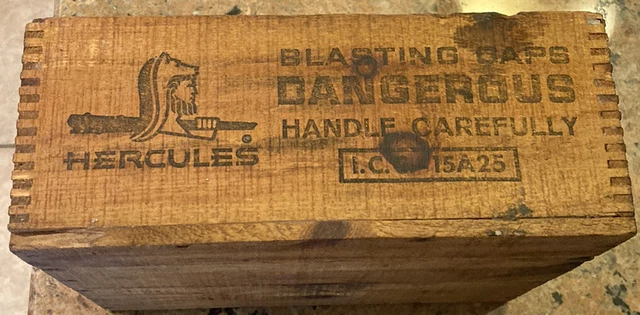 HERCULES
BLASTING CAPS
DANGEROUS
HANDLE CAREFULLY
I.C. 15A25